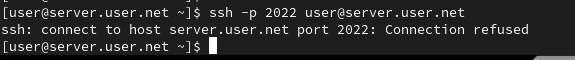 [user@server.user.net ~]$ ssh -p 2022 user@server.user.net
ssh: connect to host server.user.net port 2022: Connection refused
[user@server.user.net ~]$